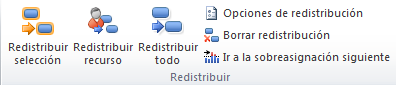 Redistribuir selección
Redistribuir recurso
Redistribuir todo
Opciones de redistribución
Borrar redistribución
Ir a la sobreasignación siguiente
Redistribuir